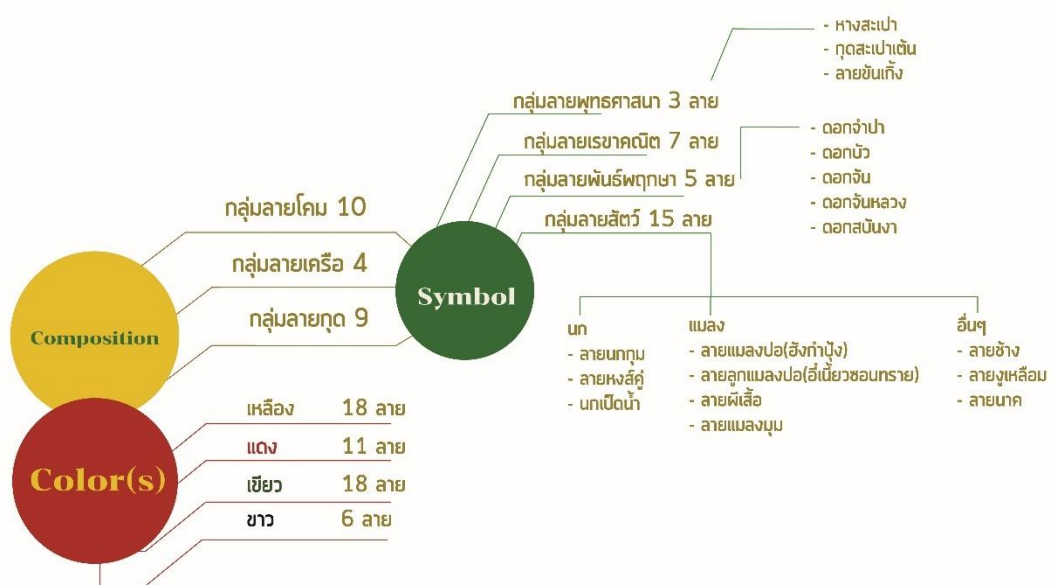 - หางสะเปา
- กุดสะเปาเต้น
- ลายขันเกิ้ง
กลุ่มลายพุทธศาสนา 3 ลาย
กลุ่มลายเรขาคณิต 7 ลาย
กลุ่มลายพันธ์พฤกษา 5 ลาย
กลุ่มลายสัตว์ 15 ลาย
- ดอกจำปา
- ดอกบัว
- ดอกจัน
- ดอกจันหลวง
- ดอกสบันงา
กลุ่มลายโคม 10
กลุ่มลายเครือ 4
กลุ่มลายกุด 9
Symbol
Composition
นก
- ลายนกกุม
- ลายหงส์คู่
- นกเป็ดน้ำ
แมลง
- ลายแมลงปอ(ฮังกำปุ้ง)
- ลายลูกแมลงปอ(อี่เนี้ยวซอนทราย)
- ลายผีเสื้อ
- ลายแมลงมุม
อื่นๆ
- ลายช้าง
- ลายงูเหลือม
- ลายนาค
Color(s)
เหลือง 18 ลาย
แดง 11 ลาย
เขียว 18 ลาย
ขาว 6 ลาย